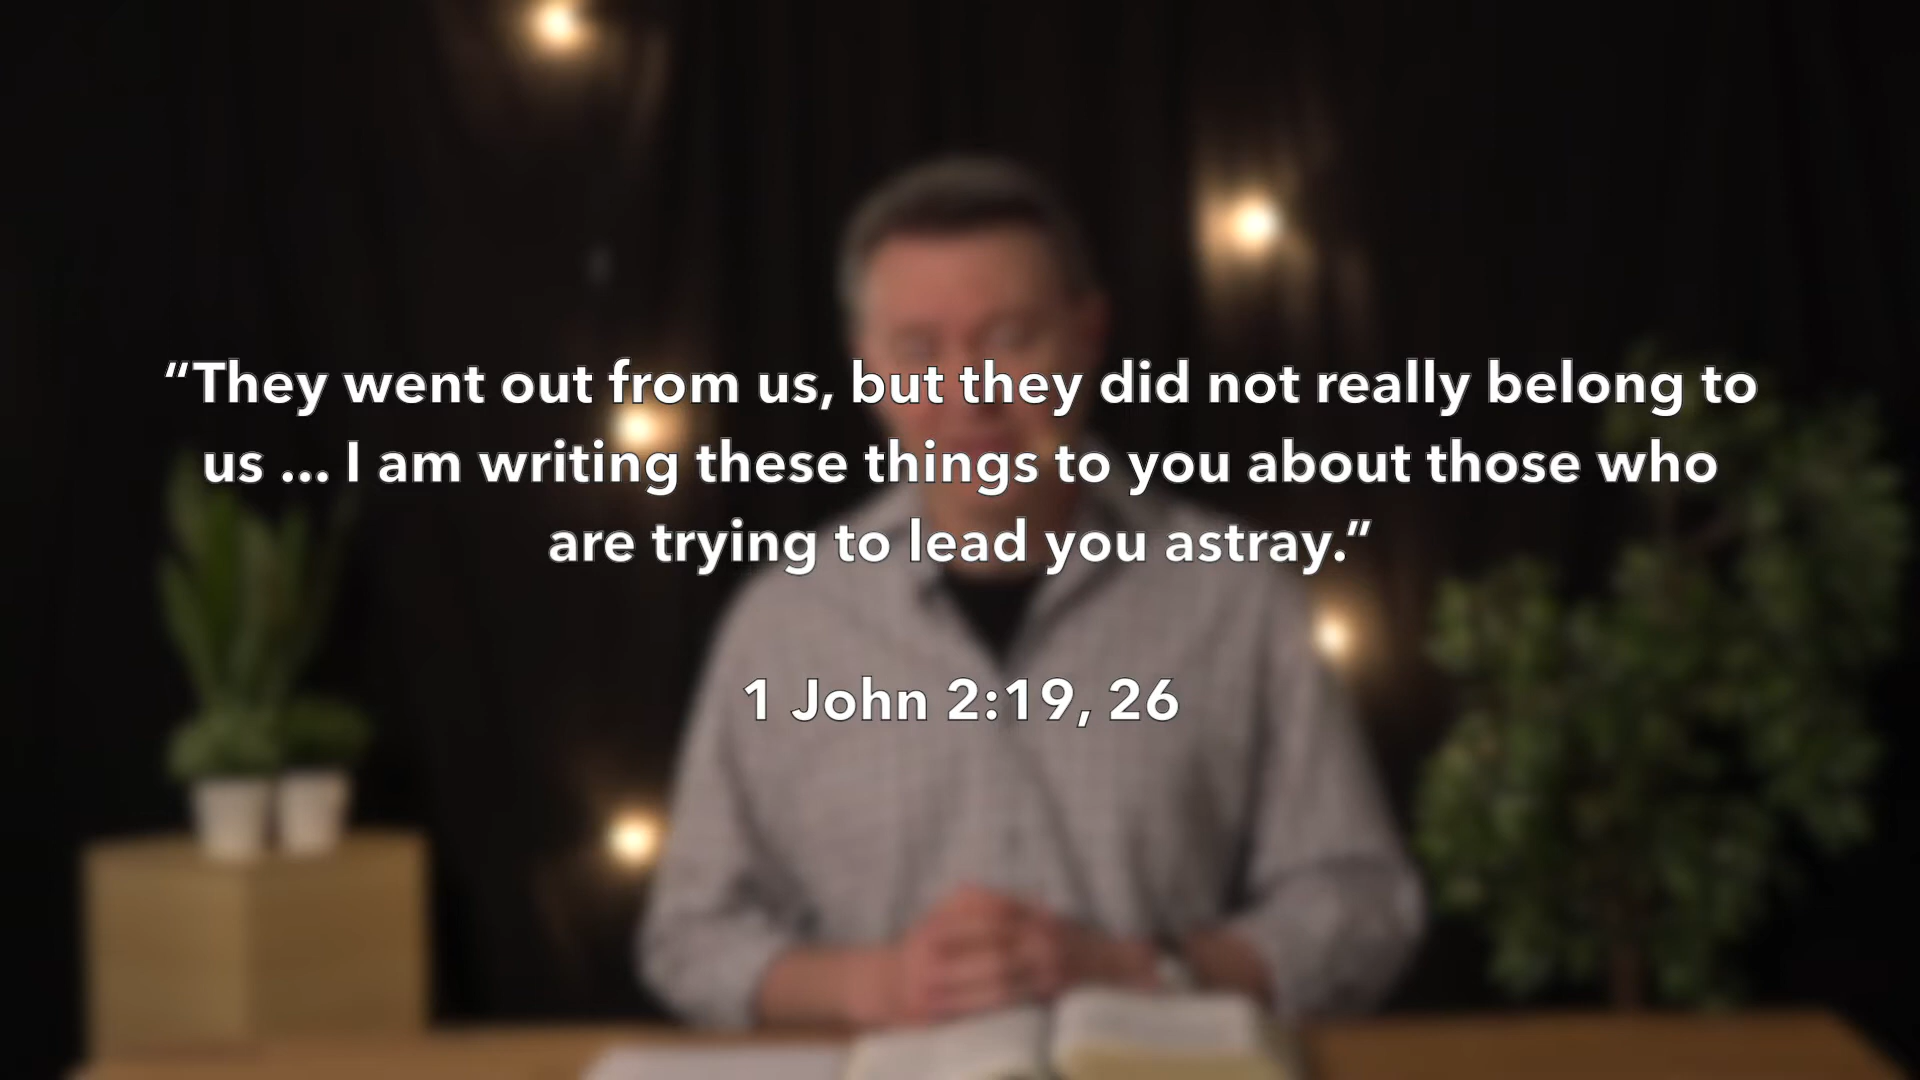 “They went out from us, but they did not really belong to
us ... I am writing these things to you about those who
are trying to lead you astray.”
1 John 2:19, 26